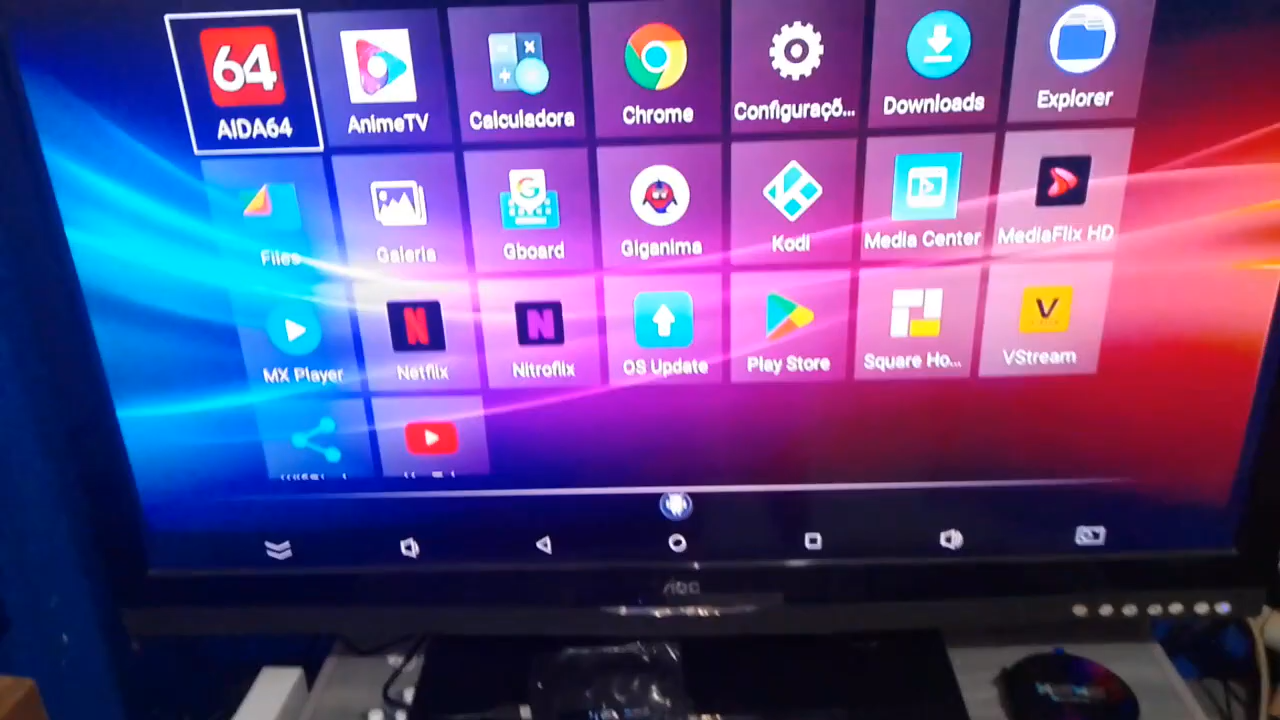 64
AIDA64
AnimeTV
Calculadora
Chrome
Configuraçõ...
Downloads
Explorer
Files
Galeria
Gboard
Giganima
Kodi
Media Center
MediaFlix HD
MX Player
Netflix
Nitroflix
OS Update
Play Store
Square Ho...
VStream
AOC